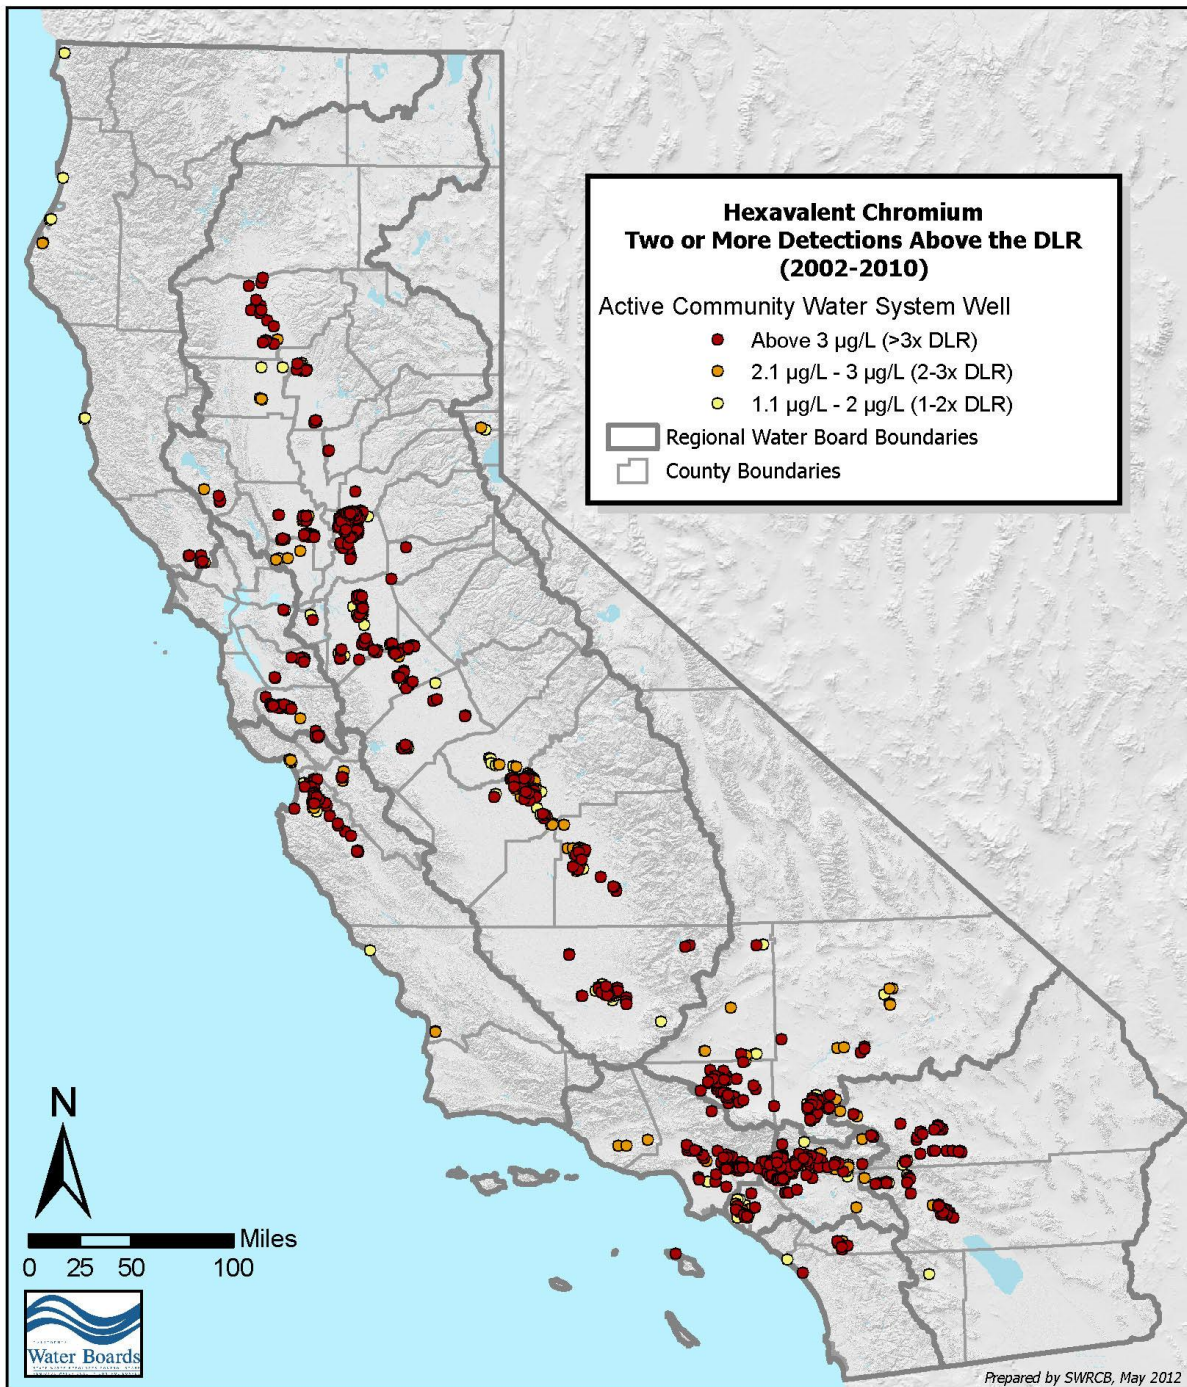 Hexavalent Chromium
Two or More Detections Above the DLR
(2002-2010)
Active Community Water System Well
Above 3 µg/L (>3x DLR)
2.1 µg/L - 3 µg/L (2-3x DLR)
1.1 µg/L - 2 µg/L (1-2x DLR)
Regional Water Board Boundaries
County Boundaries
N
Miles
0 25 50 100
Water Boards
Prepared by SWRCB, May 2012